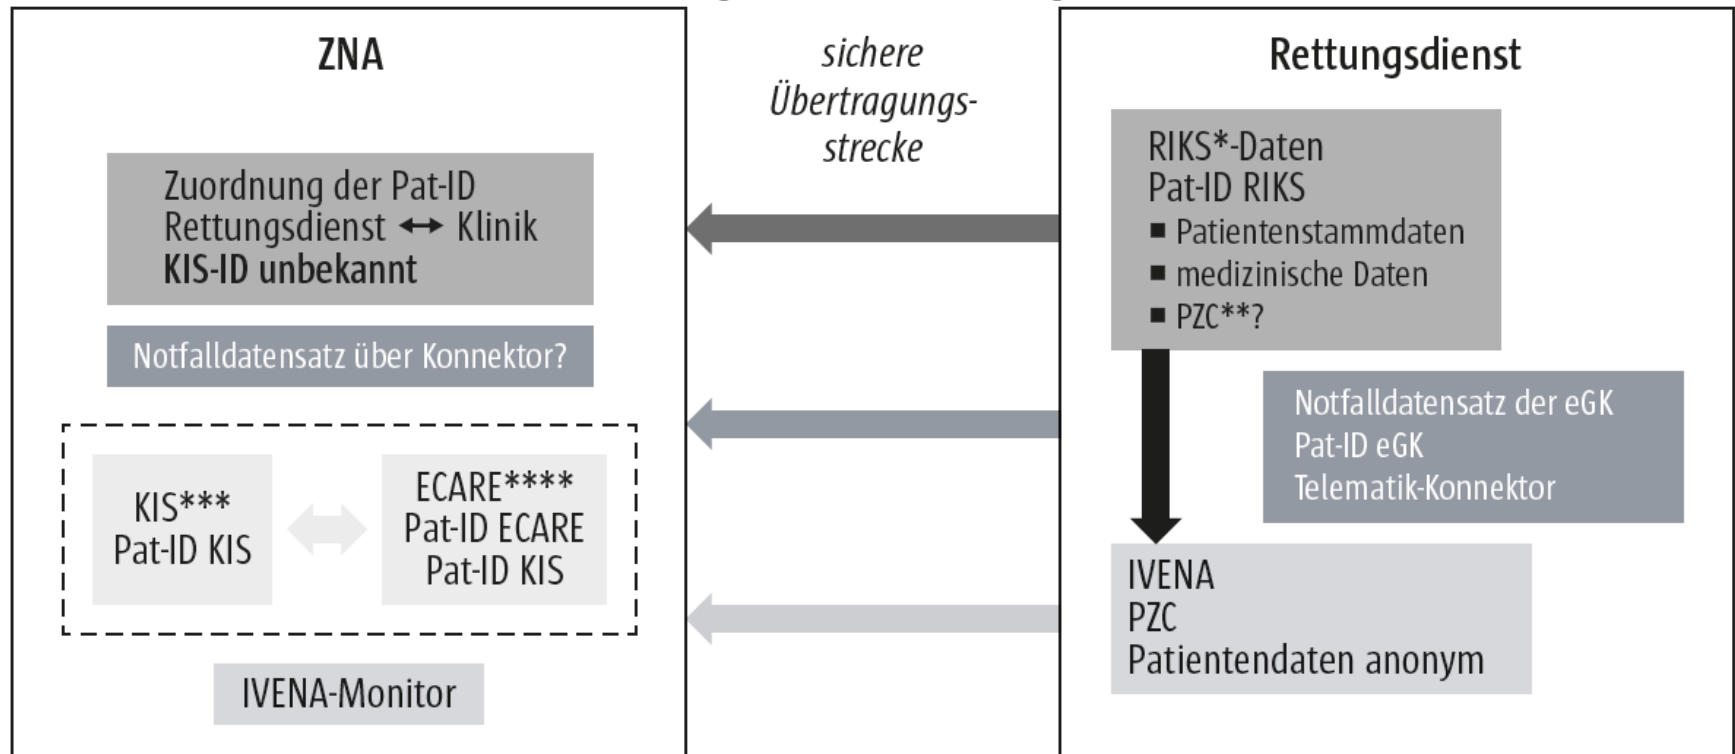 ZNA
Zuordnung der Pat-ID
Rettungsdienst ↔ Klinik
KIS-ID unbekannt
Notfalldatensatz über Konnektor?
KIS***
Pat-ID KIS
ECARE****
Pat-ID ECARE
Pat-ID KIS
IVENA-Monitor
sichere
Übertragungs-
strecke
Rettungsdienst
RIKS*-Daten
Pat-ID RIKS
■ Patientenstammdaten
■ medizinische Daten
■ PZC**?
Notfalldatensatz der eGK
Pat-ID eGK
Telematik-Konnektor
IVENA
PZC
Patientendaten anonym